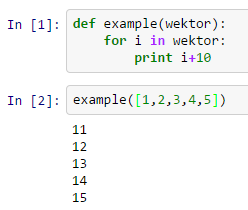 In [1]: def example(wektor):
    for i in wektor:
        print i+10
In [2]: example([1,2,3,4,5])
11
12
13
14
15